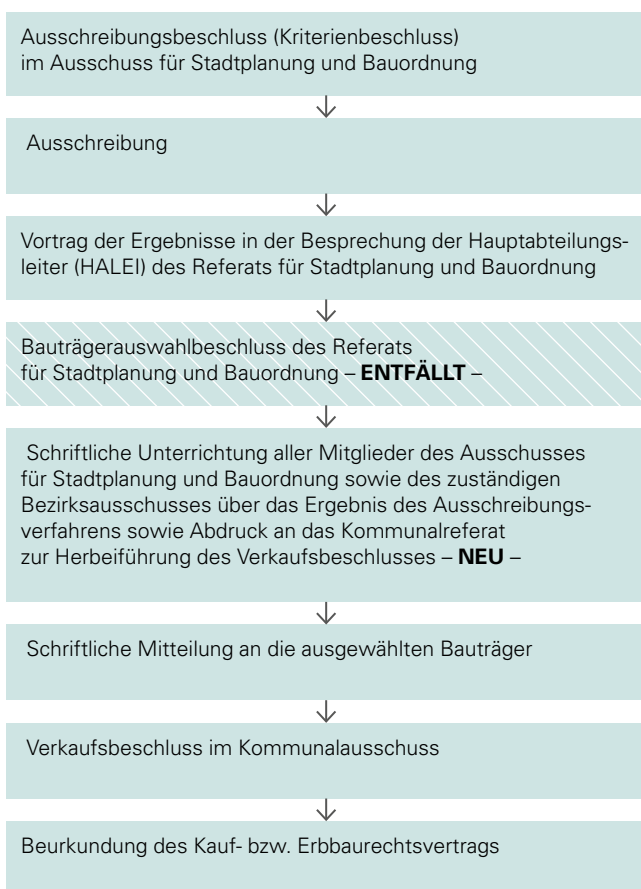 Ausschreibungsbeschluss (Kriterienbeschluss)
im Ausschuss für Stadtplanung und Bauordnung
Ausschreibung
Vortrag der Ergebnisse in der Besprechung der Hauptabteilungs-
leiter (HALEI) des Referats für Stadtplanung und Bauordnung
Bauträgerauswahlbeschluss des Referats
für Stadtplanung und Bauordnung – ENTFÄLLT –
Schriftliche Unterrichtung aller Mitglieder des Ausschusses
für Stadtplanung und Bauordnung sowie des zuständigen
Bezirksausschusses über das Ergebnis des Ausschreibungs-
verfahrens sowie Abdruck an das Kommunalreferat
zur Herbeiführung des Verkaufsbeschlusses – NEU –
Schriftliche Mitteilung an die ausgewählten Bauträger
Verkaufsbeschluss im Kommunalausschuss
Beurkundung des Kauf- bzw. Erbbaurechtsvertrags